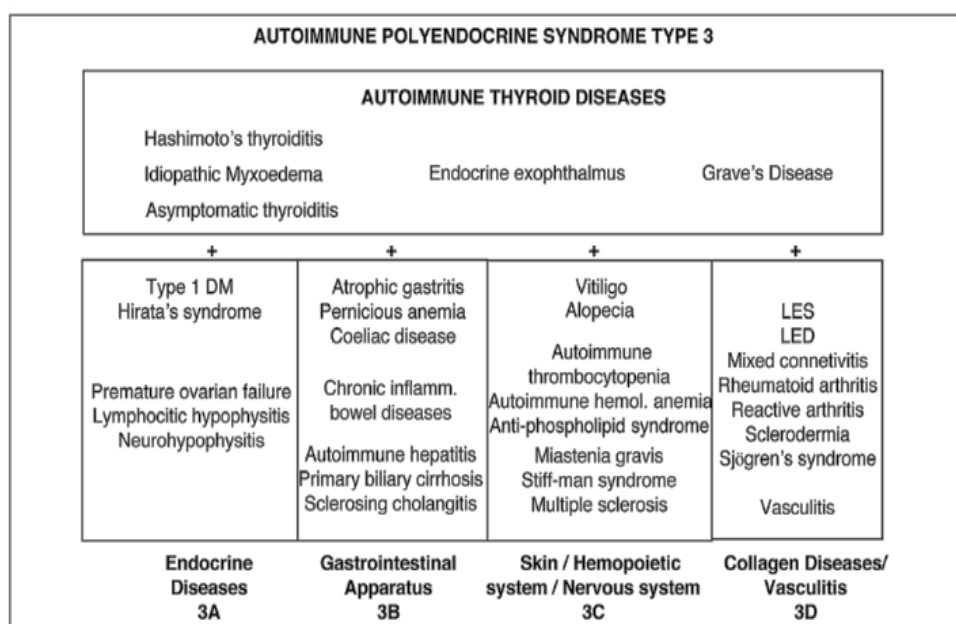 AUTOIMMUNE POLYENDOCRINE SYNDROME TYPE 3
AUTOIMMUNE THYROID DISEASES
Hashimoto's thyroiditis
Idiopathic Myxoedema
Asymptomatic thyroiditis
Endocrine exophthalmus
Grave's Disease
+
Type 1 DM
Hirata's syndrome
Premature ovarian failure
Lymphocitic hypophysitis
Neurohypophysitis
Endocrine
Diseases
3A
+
Atrophic gastritis
Pernicious anemia
Coeliac disease
Chronic inflamm.
bowel diseases
Autoimmune hepatitis
Primary biliary cirrhosis
Sclerosing cholangitis
Gastrointestinal
Apparatus
3B
+
Vitiligo
Alopecia
Autoimmune
thrombocytopenia
Autoimmune hemol. anemia
Anti-phospholipid syndrome
Miastenia gravis
Stiff-man syndrome
Multiple sclerosis
Skin / Hemopoietic
system / Nervous system
3C
+
LES
LED
Mixed connetivitis
Rheumatoid arthritis
Reactive arthritis
Sclerodermia
Sjögren's syndrome
Vasculitis
Collagen Diseases/
Vasculitis
3D